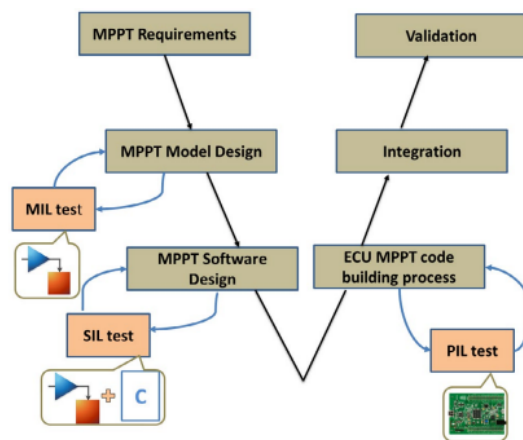 MPPT Requirements
Validation
MPPT Model Design
Integration
MIL test
MPPT Software
Design
ECU MPPT code
building process
SIL test
PIL test
C